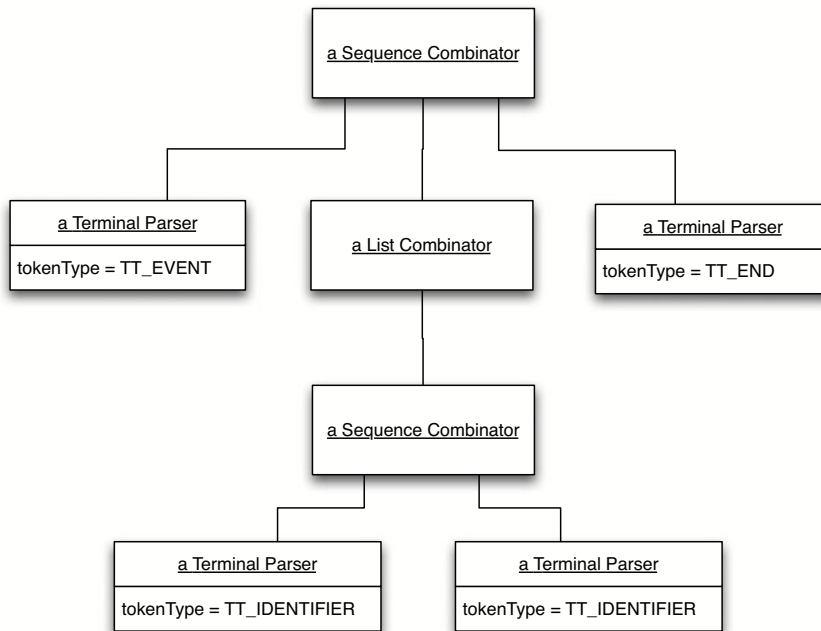 a Sequence Combinator
a Terminal Parser
tokenType = TT_EVENT
a List Combinator
a Terminal Parser
tokenType = TT_END
a Sequence Combinator
a Terminal Parser
tokenType = TT_IDENTIFIER
a Terminal Parser
tokenType = TT_IDENTIFIER